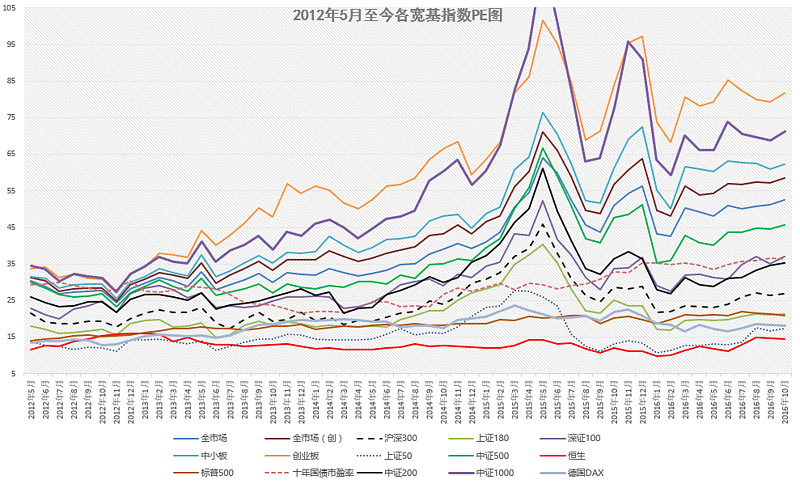 2012年5月至今各宽基指数PE图
105
95
85
75
65
55
45
35
25
15
5
2012年5月
2012年6月
2012年7月
2012年8月
2012年9月
2012年10月
2012年11月
2012年12月
2013年1月
2013年2月
2013年3月
2013年4月
2013年5月
2013年6月
2013年7月
2013年8月
2013年9月
2013年10月
2013年11月
2013年12月
2014年1月
2014年2月
2014年3月
2014年4月
2014年5月
2014年6月
2014年7月
2014年8月
2014年9月
2014年10月
2014年11月
2014年12月
2015年1月
2015年2月
2015年3月
2015年4月
2015年5月
2015年6月
2015年7月
2015年8月
2015年9月
2015年10月
2015年11月
2015年12月
2016年1月
2016年2月
2016年3月
2016年4月
2016年5月
2016年6月
2016年7月
2016年8月
2016年9月
2016年10月
金市场 金市场（创） 沪深300 上证180 深证100
中小板 创业板 上证50 中证500 恒生
标普500 十年国债市盈率 中证200 中证1000 德国DAX